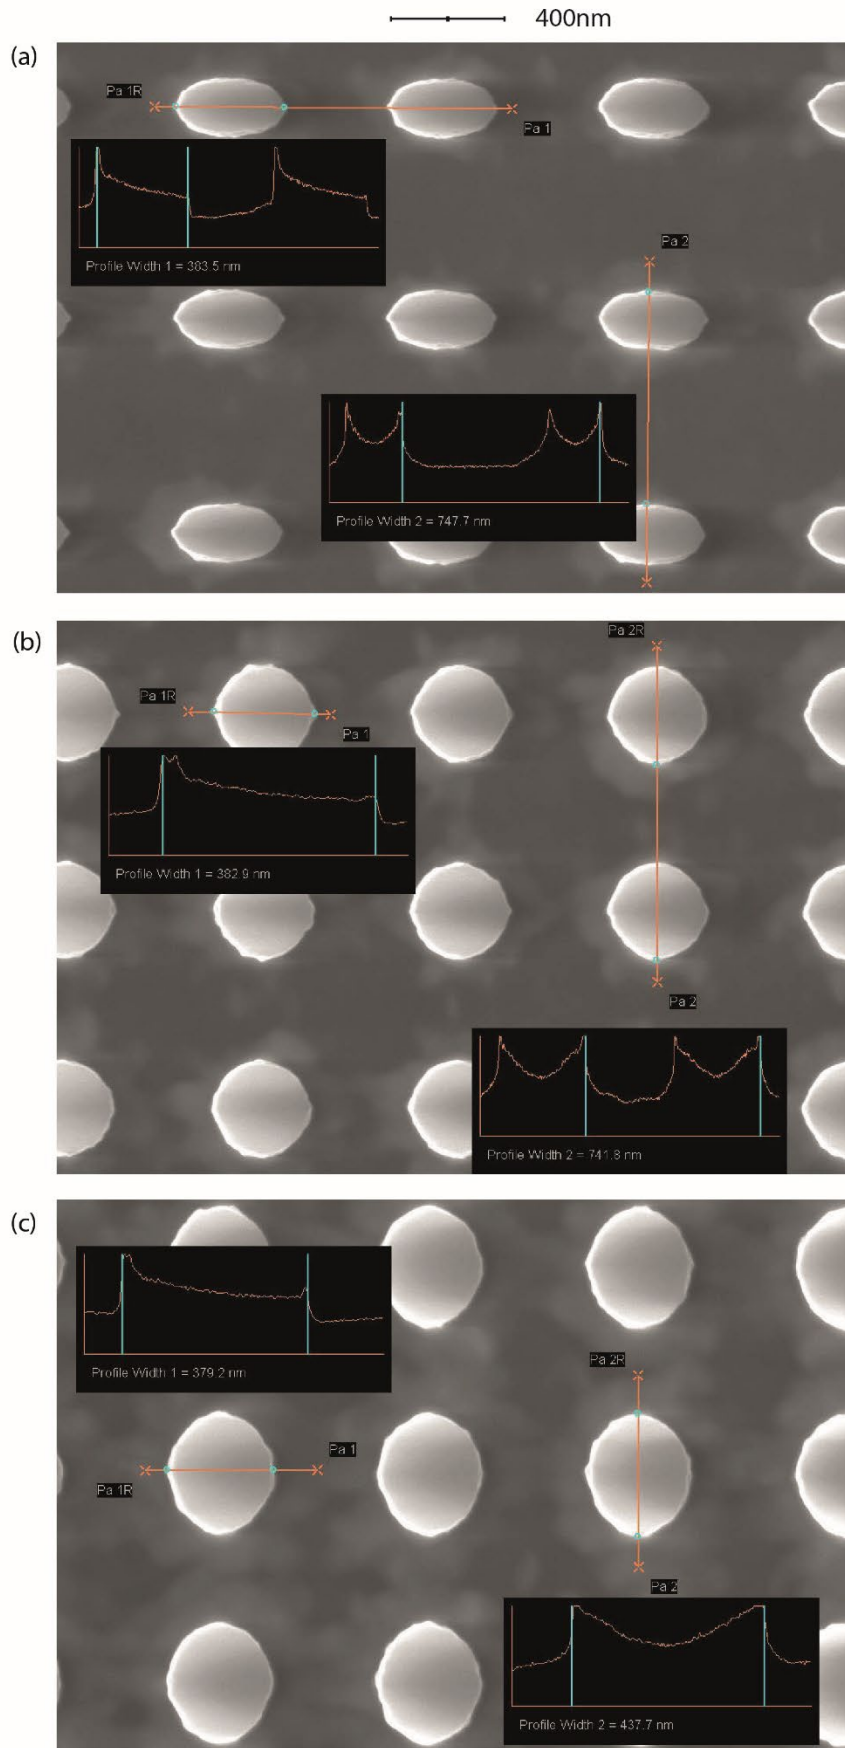 400nm
(a)
Pa 1R
Pa 1
Profile Width 1 = 383.5 nm
Pa 2
Profile Width 2 = 747.7 nm
(b)
Pa 2R
Pa 1R
Pa 1
Profile Width 1 = 382.9 nm
Pa 2
Profile Width 2 = 741.8 nm
(c)
Profile Width 1 = 379.2 nm
Pa 2R
Pa 1
Pa 1R
Pa 2
Profile Width 2 = 437.7 nm